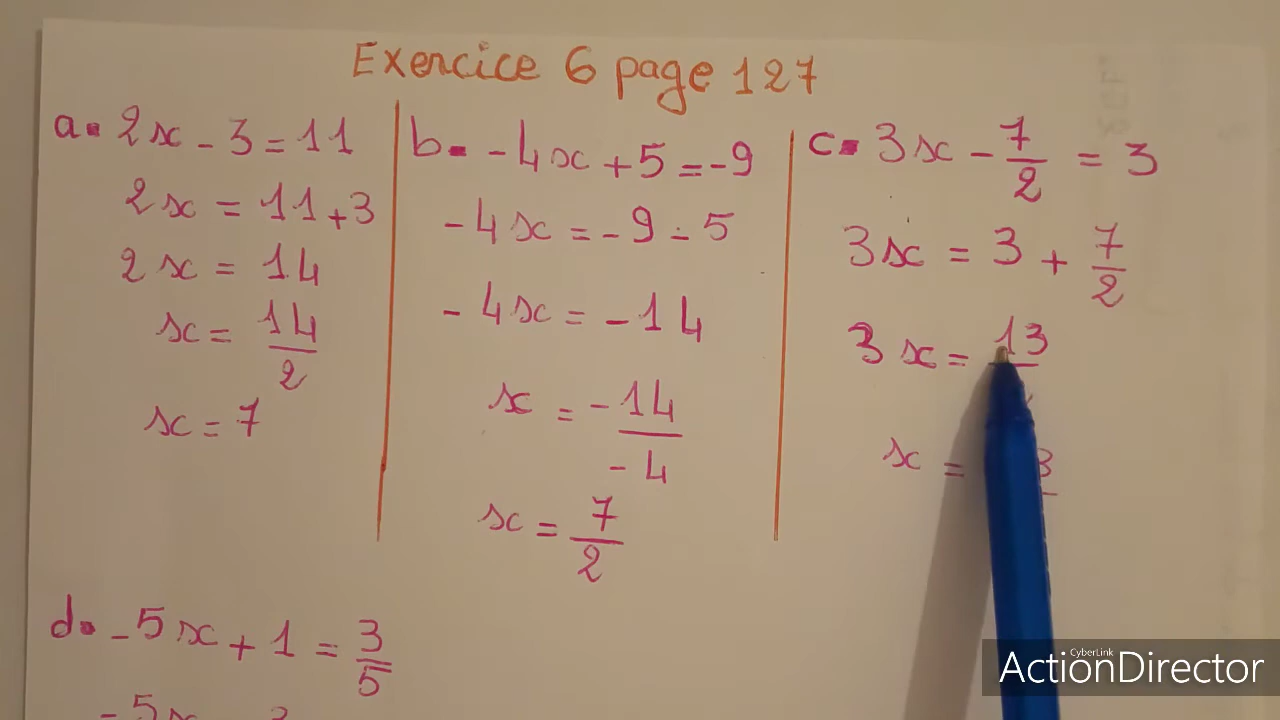 Exercice 6 page 127
a. 2x - 3 = 11
2x = 11 + 3
2x = 14
x = 14/2
x = 7
b. -4x + 5 = -9
-4x = -9 - 5
-4x = -14
x = -14/-4
x = 7/2
c. 3x - 7/2 = 3
3x = 3 + 7/2
3x = 13
x = 3
d. -5x + 1 = 3/5
-5x
CyberLink
ActionDirector